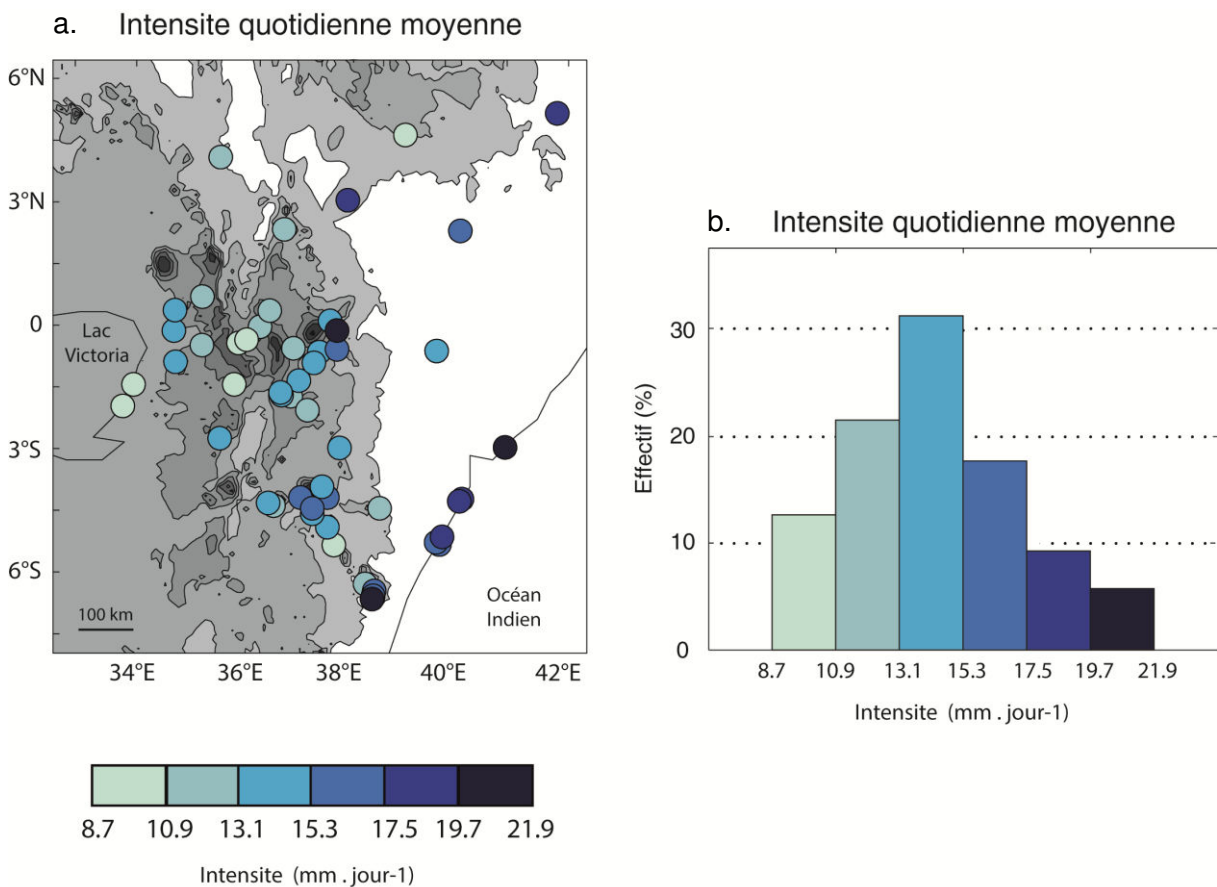 a. Intensite quotidienne moyenne
6°N
3°N
0
3°S
6°S
Lac
Victoria
100 km
Océan
Indien
34°E 36°E 38°E 40°E 42°E
8.7 10.9 13.1 15.3 17.5 19.7 21.9
Intensite (mm . jour-1)
b. Intensite quotidienne moyenne
Effectif (%)
30
20
10
0
8.7 10.9 13.1 15.3 17.5 19.7 21.9
Intensite (mm . jour-1)